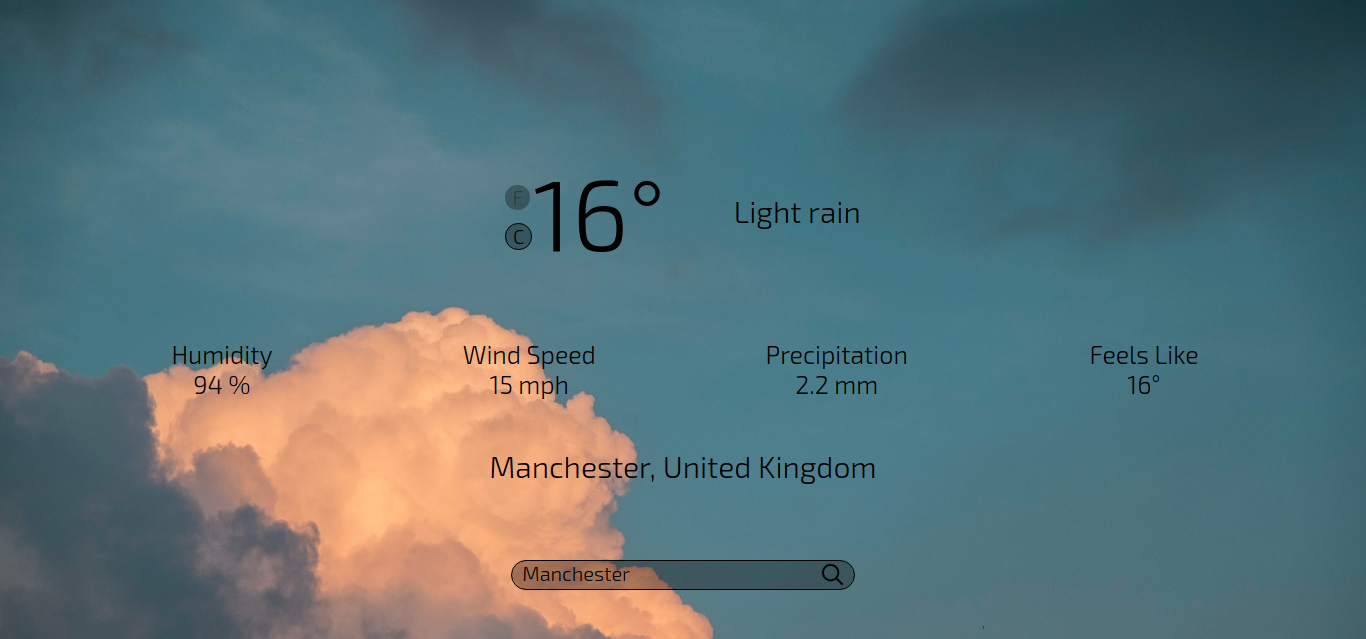 F
C
16°
Light rain
Humidity
94 %
Wind Speed
15 mph
Precipitation
2.2 mm
Feels Like
16°
Manchester, United Kingdom
Manchester